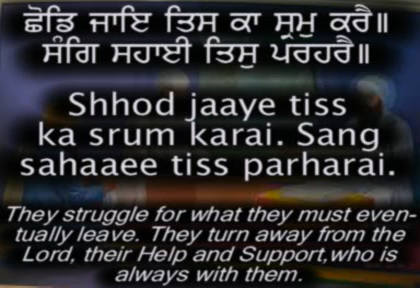 ਛੋਡਿ ਜਾਇ ਤਿਸ ਕਾ ਸ੍ਰਮੁ ਕਰੈ॥
ਸੰਗਿ ਸਹਾਈ ਤਿਸੁ ਪਰਹਰੈ॥
Shhod jaaye tiss
ka srum karai. Sang
sahaaee tiss parharai.
They struggle for what they must even-
tually leave. They turn away from the
Lord, their Help and Support,who is
always with them.